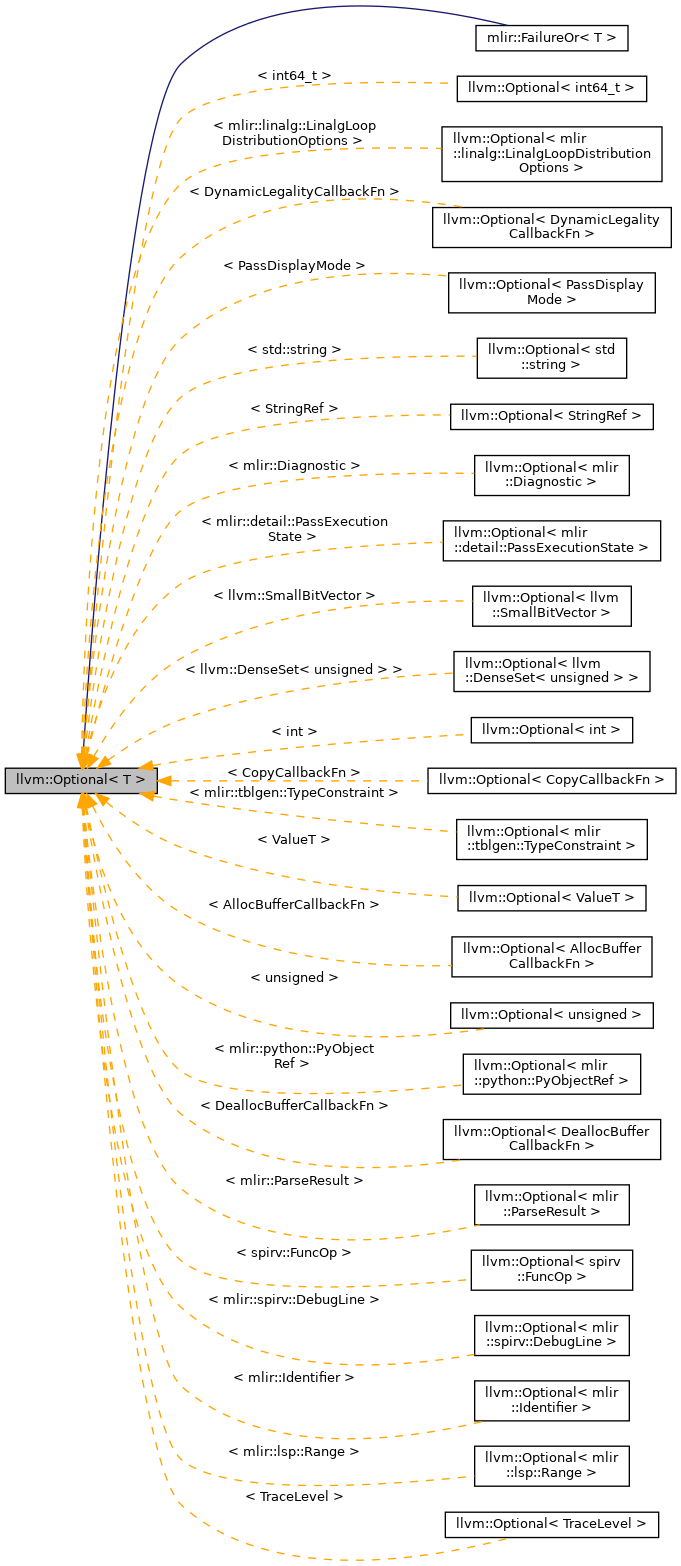 mlir::FailureOr< T >
< int64_t >
llvm::Optional< int64_t >
< mlir::linalg::LinalgLoop
DistributionOptions >
llvm::Optional< mlir
::linalg::LinalgLoopDistribution
Options >
< DynamicLegalityCallbackFn >
llvm::Optional< DynamicLegality
CallbackFn >
< PassDisplayMode >
llvm::Optional< PassDisplay
Mode >
< std::string >
llvm::Optional< std
::string >
< StringRef >
llvm::Optional< StringRef >
< mlir::Diagnostic >
llvm::Optional< mlir
::Diagnostic >
< mlir::detail::PassExecution
State >
llvm::Optional< mlir
::detail::PassExecutionState >
< llvm::SmallBitVector >
llvm::Optional< llvm
::SmallBitVector >
< llvm::DenseSet< unsigned > >
llvm::Optional< llvm
::DenseSet< unsigned > >
< int >
llvm::Optional< int >
llvm::Optional< T >
< CopyCallbackFn >
llvm::Optional< CopyCallbackFn >
< mlir::tblgen::TypeConstraint >
llvm::Optional< mlir
::tblgen::TypeConstraint >
< ValueT >
llvm::Optional< ValueT >
< AllocBufferCallbackFn >
llvm::Optional< AllocBuffer
CallbackFn >
< unsigned >
llvm::Optional< unsigned >
< mlir::python::PyObject
Ref >
llvm::Optional< mlir
::python::PyObjectRef >
< DeallocBufferCallbackFn >
llvm::Optional< DeallocBuffer
CallbackFn >
< mlir::ParseResult >
llvm::Optional< mlir
::ParseResult >
< spirv::FuncOp >
llvm::Optional< spirv
::FuncOp >
< mlir::spirv::DebugLine >
llvm::Optional< mlir
::spirv::DebugLine >
< mlir::Identifier >
llvm::Optional< mlir
::Identifier >
< mlir::lsp::Range >
llvm::Optional< mlir
::lsp::Range >
< TraceLevel >
llvm::Optional< TraceLevel >